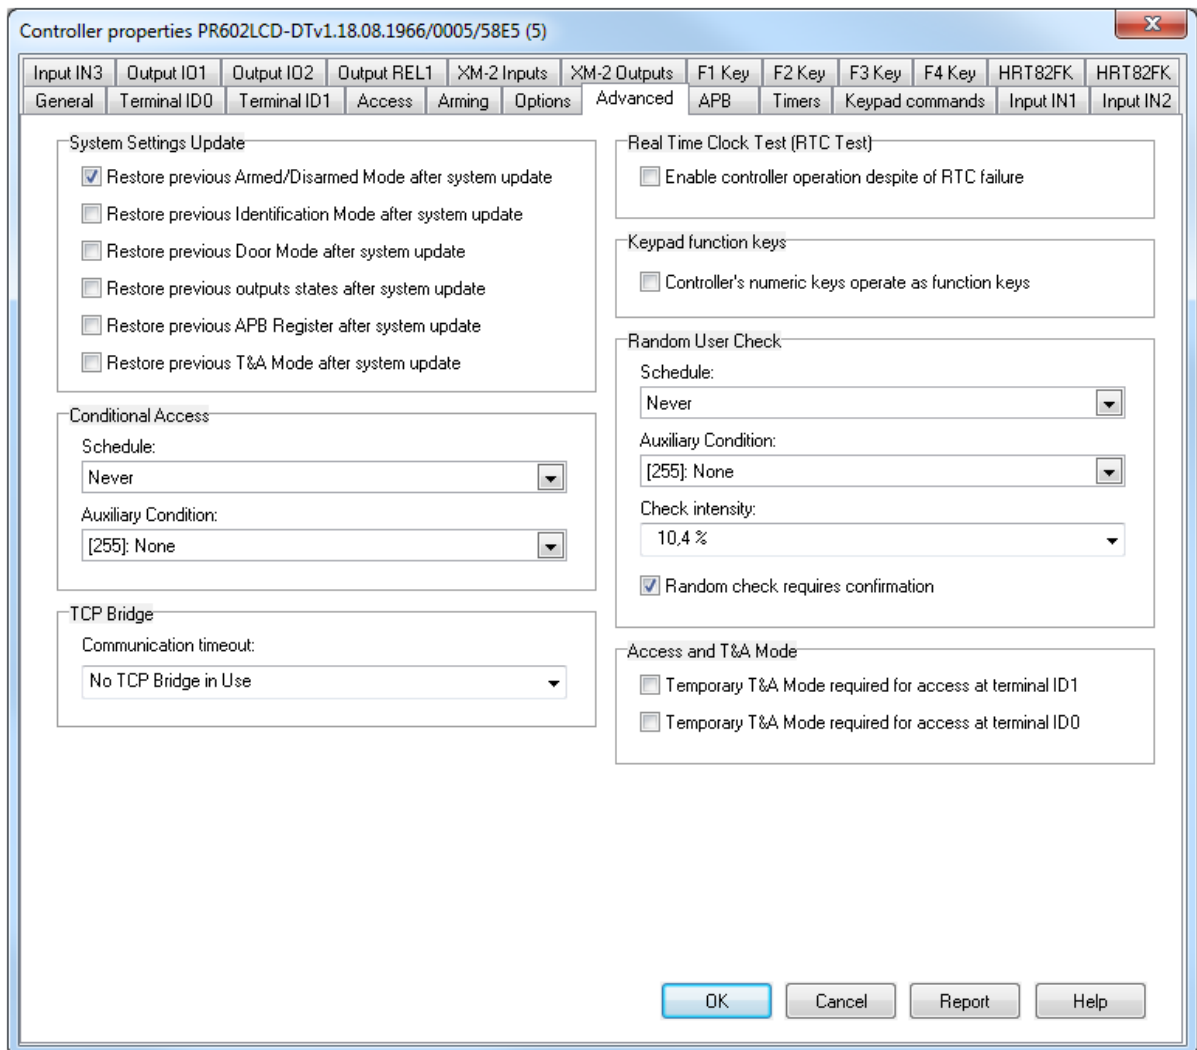 Controller properties PR602LCD-DTv1.18.08.1966/0005/58E5 (5)
Input IN3 Output IO1 Output IO2 Output REL1 XM-2 Inputs XM-2 Outputs F1 Key F2 Key F3 Key F4 Key HRT82FK HRT82FK
General Terminal ID0 Terminal ID1 Access Arming Options Advanced APB Timers Keypad commands Input IN1 Input IN2
System Settings Update
Restore previous Armed/Disarmed Mode after system update
Restore previous Identification Mode after system update
Restore previous Door Mode after system update
Restore previous outputs states after system update
Restore previous APB Register after system update
Restore previous T&A Mode after system update
Conditional Access
Schedule:
Never
Auxiliary Condition:
[255]: None
TCP Bridge
Communication timeout:
No TCP Bridge in Use
Real Time Clock Test (RTC Test)
Enable controller operation despite of RTC failure
Keypad function keys
Controller's numeric keys operate as function keys
Random User Check
Schedule:
Never
Auxiliary Condition:
[255]: None
Check intensity:
10,4 %
Random check requires confirmation
Access and T&A Mode
Temporary T&A Mode required for access at terminal ID1
Temporary T&A Mode required for access at terminal ID0
OK Cancel Report Help